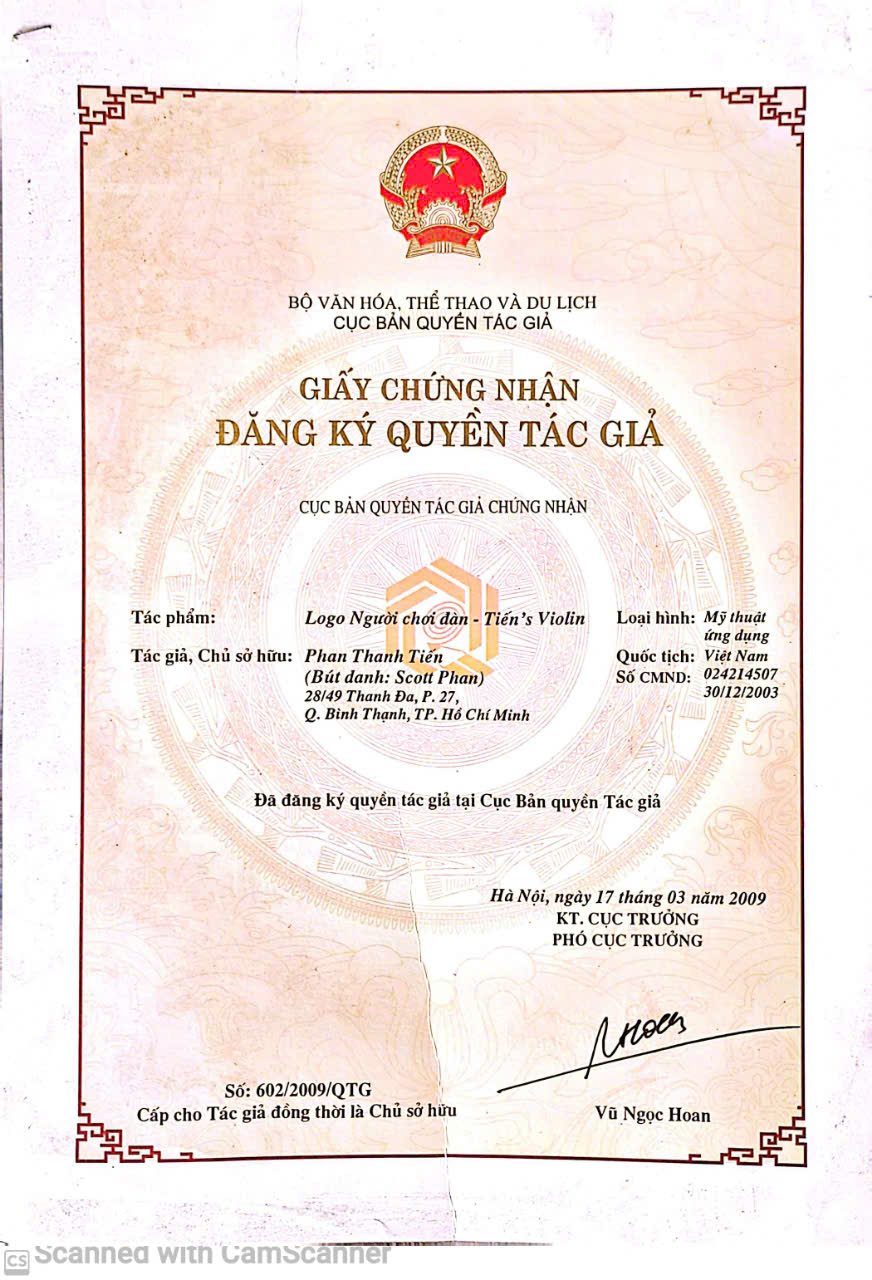 BỘ VĂN HÓA, THỂ THAO VÀ DU LỊCH
CỤC BẢN QUYỀN TÁC GIẢ
GIẤY CHỨNG NHẬN
ĐĂNG KÝ QUYỀN TÁC GIẢ
CỤC BẢN QUYỀN TÁC GIẢ CHỨNG NHẬN
Tác phẩm: Logo Người chơi đàn - Tiến's Violin Loại hình: Mỹ thuật
ứng dụng
Tác giả, Chủ sở hữu: Phan Thanh Tiến Quốc tịch: Việt Nam
(Bút danh: Scott Phan) Số CMND: 024214507
28/49 Thanh Đa, P. 27, 30/12/2003
Q. Bình Thạnh, TP. Hồ Chí Minh
Đã đăng ký quyền tác giả tại Cục Bản quyền Tác giả
Hà Nội, ngày 17 tháng 03 năm 2009
KT. CỤC TRƯỞNG
PHÓ CỤC TRƯỞNG
Số: 602/2009/QTG
Cấp cho Tác giả đồng thời là Chủ sở hữu
Vũ Ngọc Hoan
CS Scanned with CamScanner